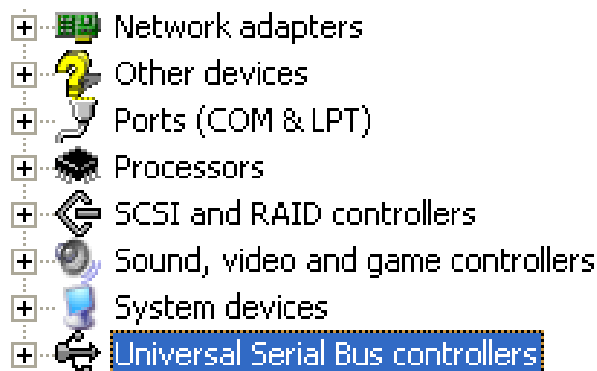 Network adapters
Other devices
Ports (COM & LPT)
Processors
SCSI and RAID controllers
Sound, video and game controllers
System devices
Universal Serial Bus controllers